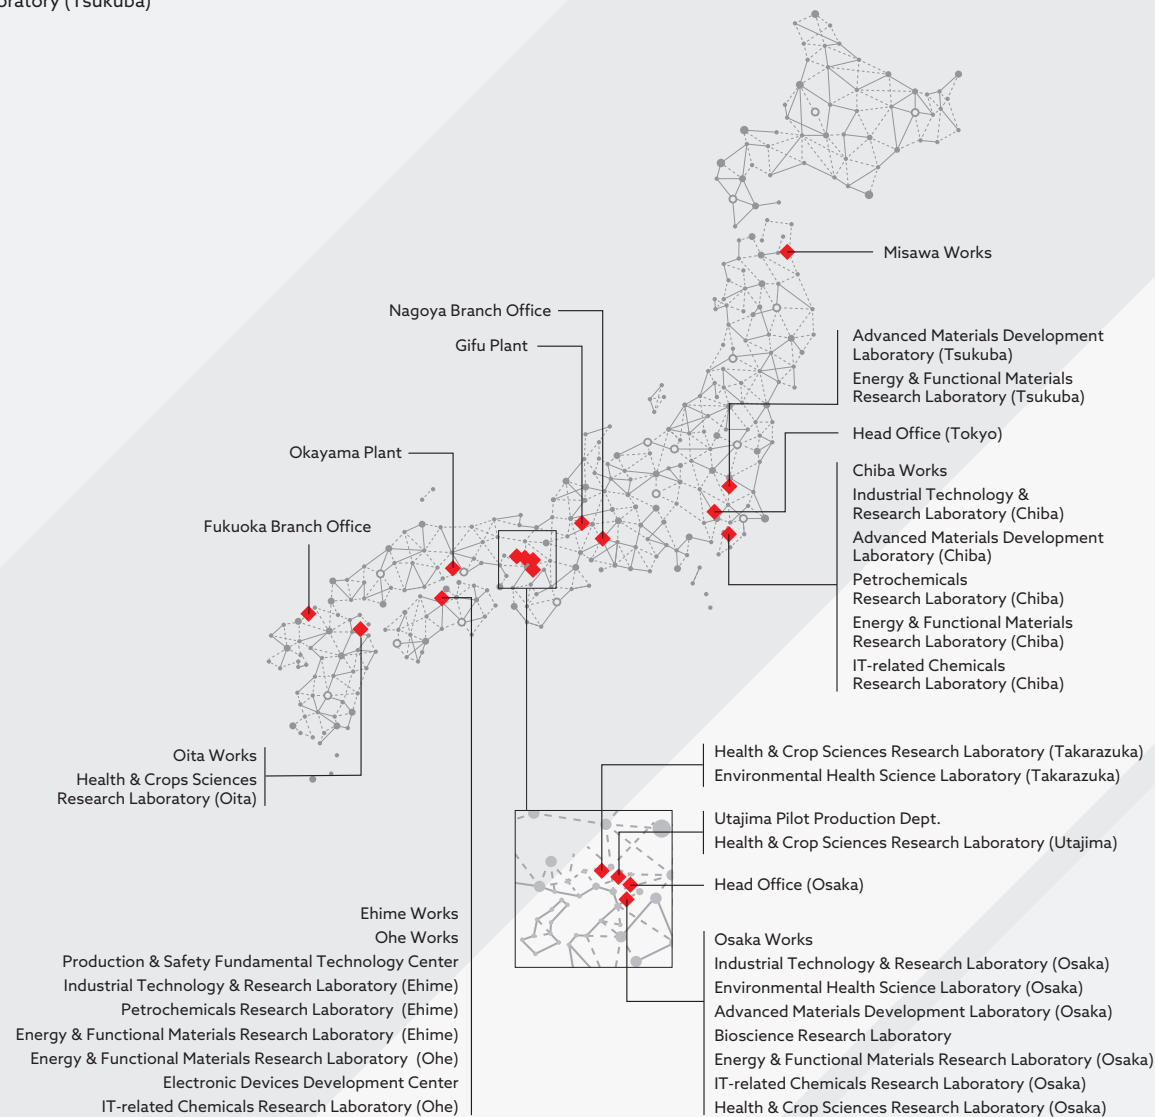 oratory (Tsukuba)
Misawa Works
Nagoya Branch Office
Gifu Plant
Advanced Materials Development
Laboratory (Tsukuba)
Energy & Functional Materials
Research Laboratory (Tsukuba)
Head Office (Tokyo)
Okayama Plant
Chiba Works
Industrial Technology &
Research Laboratory (Chiba)
Advanced Materials Development
Laboratory (Chiba)
Petrochemicals
Research Laboratory (Chiba)
Energy & Functional Materials
Research Laboratory (Chiba)
IT-related Chemicals
Research Laboratory (Chiba)
Fukuoka Branch Office
Oita Works
Health & Crops Sciences
Research Laboratory (Oita)
Health & Crop Sciences Research Laboratory (Takarazuka)
Environmental Health Science Laboratory (Takarazuka)
Utajima Pilot Production Dept.
Health & Crop Sciences Research Laboratory (Utajima)
Head Office (Osaka)
Ehime Works
Ohe Works
Production & Safety Fundamental Technology Center
Industrial Technology & Research Laboratory (Ehime)
Petrochemicals Research Laboratory (Ehime)
Energy & Functional Materials Research Laboratory (Ehime)
Energy & Functional Materials Research Laboratory (Ohe)
Electronic Devices Development Center
IT-related Chemicals Research Laboratory (Ohe)
Osaka Works
Industrial Technology & Research Laboratory (Osaka)
Environmental Health Science Laboratory (Osaka)
Advanced Materials Development Laboratory (Osaka)
Bioscience Research Laboratory
Energy & Functional Materials Research Laboratory (Osaka)
IT-related Chemicals Research Laboratory (Osaka)
Health & Crop Sciences Research Laboratory (Osaka)